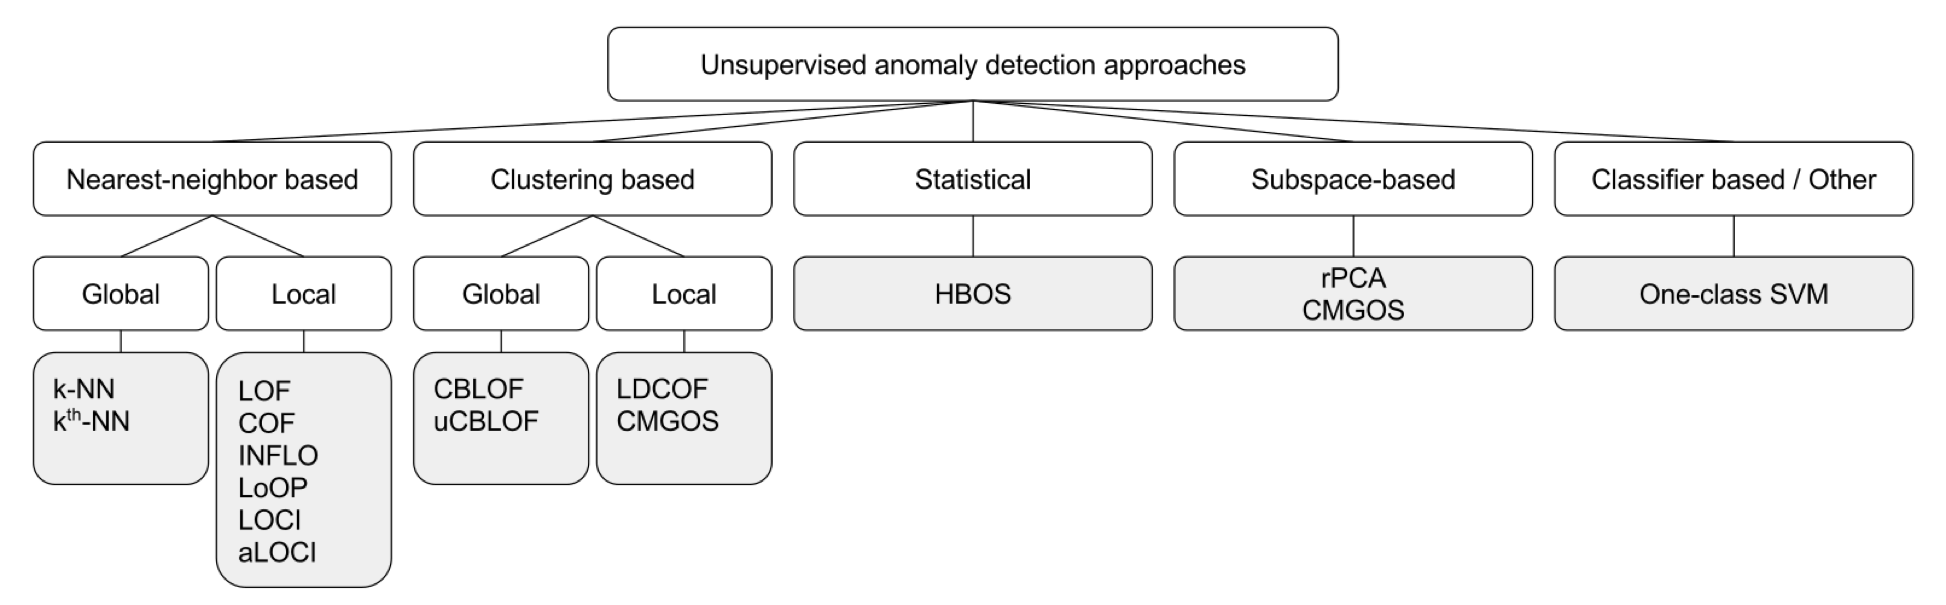 Unsupervised anomaly detection approaches
Nearest-neighbor based
Clustering based
Statistical
Subspace-based
Classifier based / Other
Global
Local
Global
Local
HBOS
rPCA
CMGOS
One-class SVM
k-NN
kth-NN
LOF
COF
INFLO
LoOP
LOCI
aLOCI
CBLOF
uCBLOF
LDCOF
CMGOS